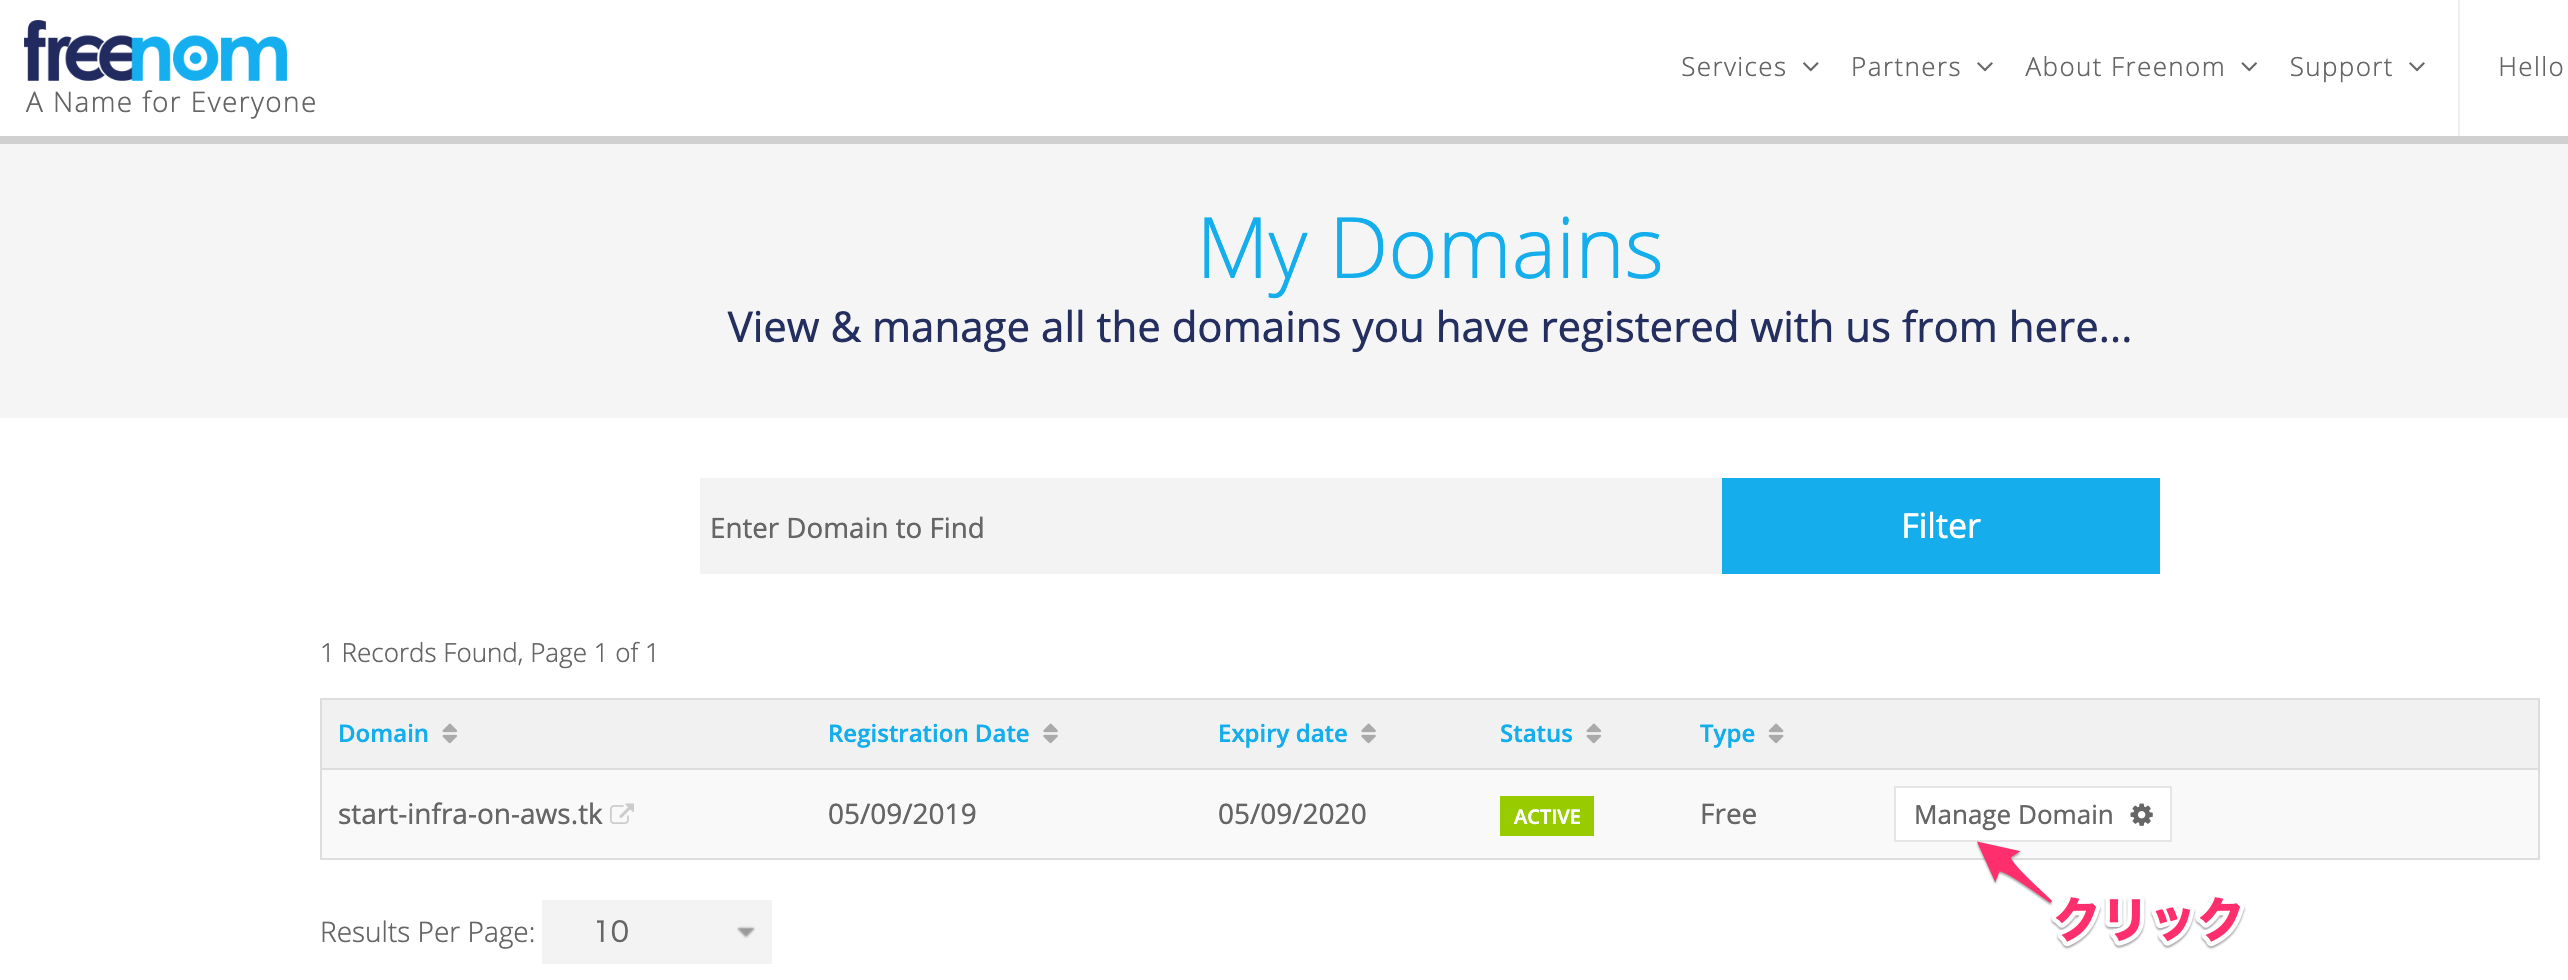 freenom
A Name for Everyone
Services Partners About Freenom Support Hello
My Domains
View & manage all the domains you have registered with us from here...
Enter Domain to Find Filter
1 Records Found, Page 1 of 1
Domain Registration Date Expiry date Status Type
start-infra-on-aws.tk 05/09/2019 05/09/2020 ACTIVE Free Manage Domain
クリック
Results Per Page: 10